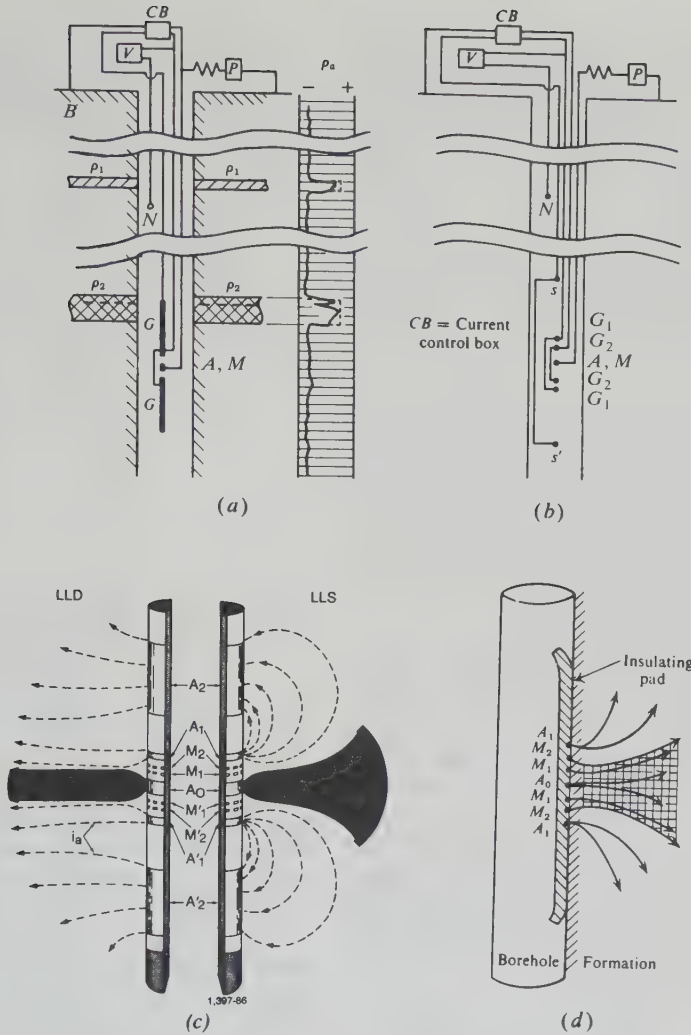 CB
V
P
B
ρ₁
ρ₁
N
ρ₂
ρ₂
G
A, M
G
ρₐ
− +
(a)
CB
V
P
N
CB = Current
control box
s
G₁
G₂
A, M
G₂
G₁
s'
(b)
LLD
LLS
A₂
A₁
M₂
M₁
A₀
M'₁
M'₂
A'₁
A'₂
iₐ
1,397-86
(c)
Insulating
pad
A₁
M₂
M₁
A₀
M₁
M₂
A₁
Borehole
Formation
(d)